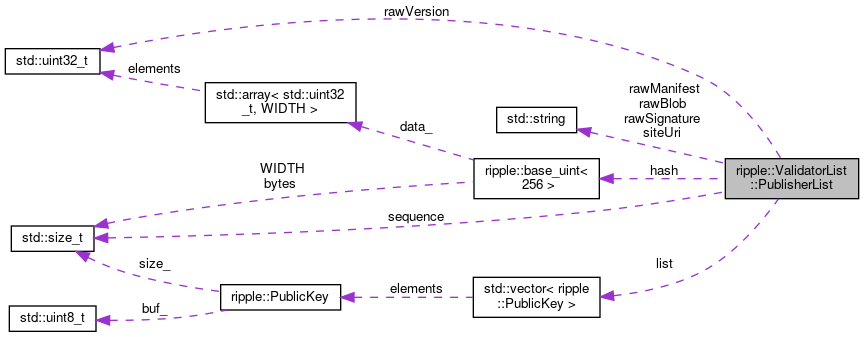 rawVersion
std::uint32_t
elements
std::array< std::uint32
_t, WIDTH >
rawManifest
rawBlob
rawSignature
siteUri
std::string
data_
ripple::ValidatorList
::PublisherList
ripple::base_uint<
256 >
hash
WIDTH
bytes
sequence
std::size_t
size_
list
std::vector< ripple
::PublicKey >
elements
ripple::PublicKey
buf_
std::uint8_t